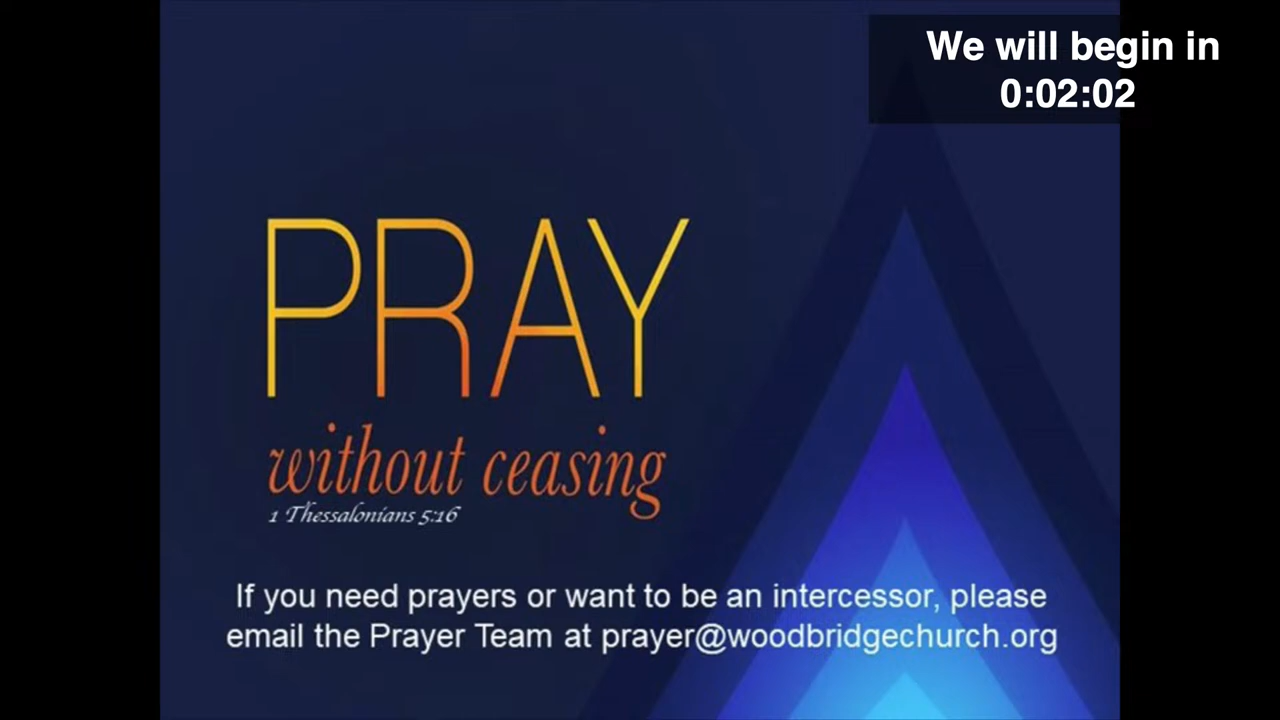 We will begin in
0:02:02
PRAY
without ceasing
1 Thessalonians 5:16
If you need prayers or want to be an intercessor, please
email the Prayer Team at prayer@woodbridgechurch.org